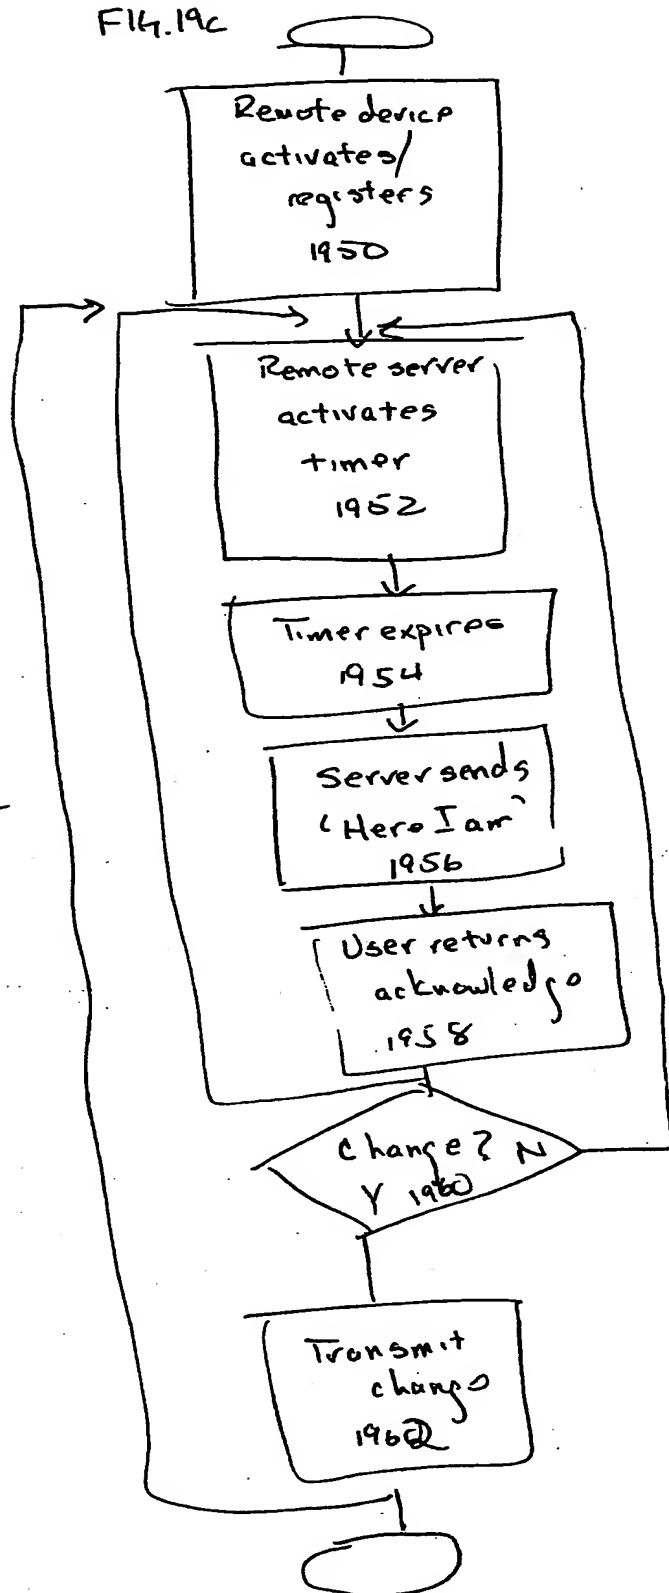 FIG.19c
Remote device
activates/
registers
1950
Remote server
activates
timer
1952
Timer expires
1954
Server sends
'Here I am'
1956
User returns
acknowledge
1958
Change? N
Y 1960
Transmit
change
1962